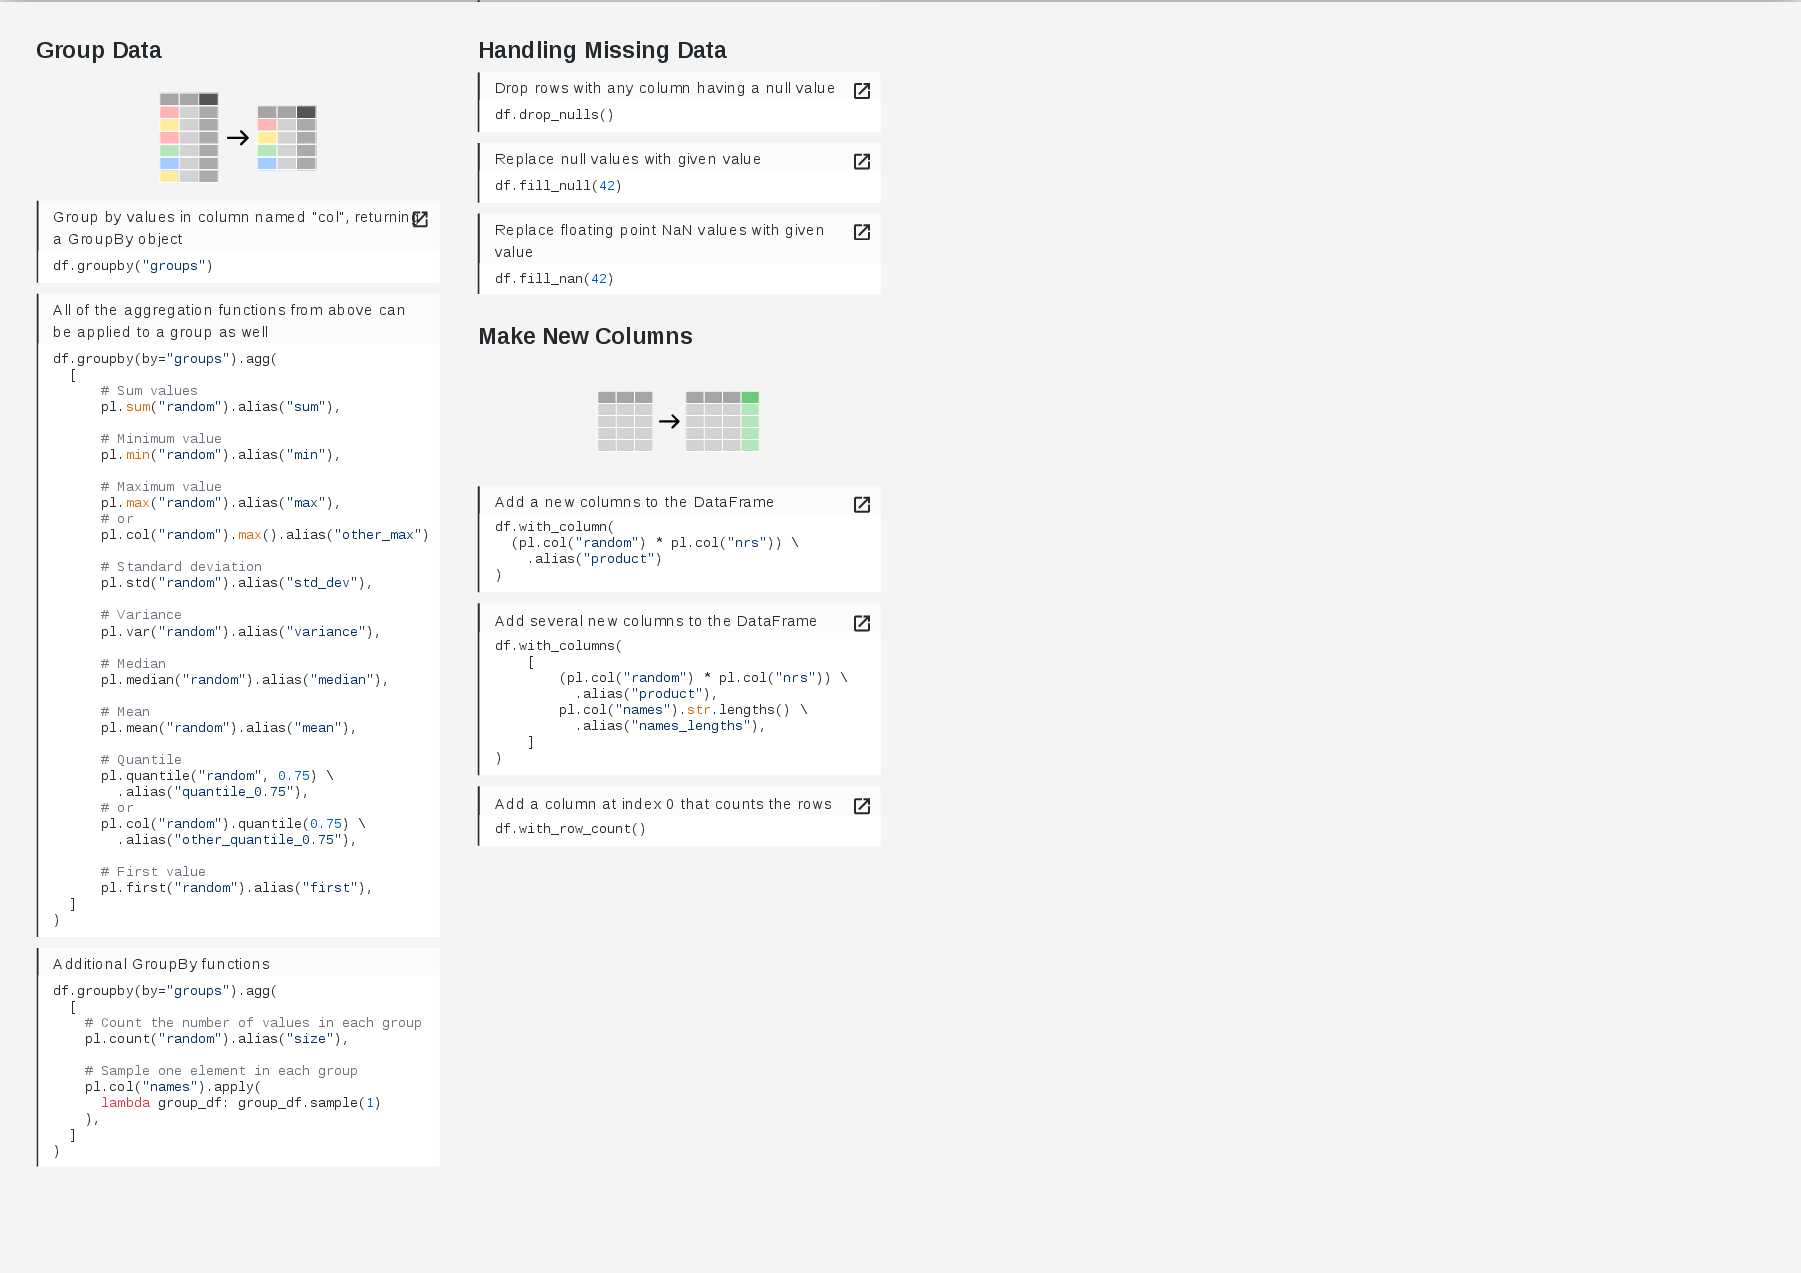 Group Data
Group by values in column named "col", returning
a GroupBy object
df.groupby("groups")
All of the aggregation functions from above can
be applied to a group as well
df.groupby(by="groups").agg(
  [
      # Sum values
      pl.sum("random").alias("sum"),
      # Minimum value
      pl.min("random").alias("min"),
      # Maximum value
      pl.max("random").alias("max"),
      # or
      pl.col("random").max().alias("other_max")
      # Standard deviation
      pl.std("random").alias("std_dev"),
      # Variance
      pl.var("random").alias("variance"),
      # Median
      pl.median("random").alias("median"),
      # Mean
      pl.mean("random").alias("mean"),
      # Quantile
      pl.quantile("random", 0.75) \
        .alias("quantile_0.75"),
      # or
      pl.col("random").quantile(0.75) \
        .alias("other_quantile_0.75"),
      # First value
      pl.first("random").alias("first"),
  ]
)
Additional GroupBy functions
df.groupby(by="groups").agg(
  [
    # Count the number of values in each group
    pl.count("random").alias("size"),
    # Sample one element in each group
    pl.col("names").apply(
      lambda group_df: group_df.sample(1)
    ),
  ]
)
Handling Missing Data
Drop rows with any column having a null value
df.drop_nulls()
Replace null values with given value
df.fill_null(42)
Replace floating point NaN values with given
value
df.fill_nan(42)
Make New Columns
Add a new columns to the DataFrame
df.with_column(
  (pl.col("random") * pl.col("nrs")) \
    .alias("product")
)
Add several new columns to the DataFrame
df.with_columns(
    [
        (pl.col("random") * pl.col("nrs")) \
          .alias("product"),
        pl.col("names").str.lengths() \
          .alias("names_lengths"),
    ]
)
Add a column at index 0 that counts the rows
df.with_row_count()